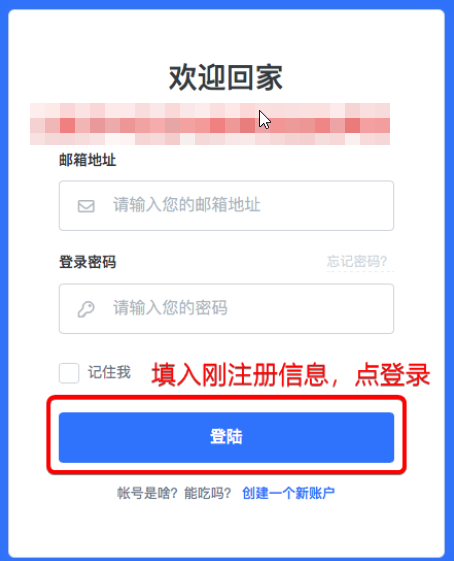 欢迎回家
邮箱地址
请输入您的邮箱地址
登录密码 忘记密码?
请输入您的密码
记住我 填入刚注册信息，点登录
登陆
帐号是啥？能吃吗？ 创建一个新账户